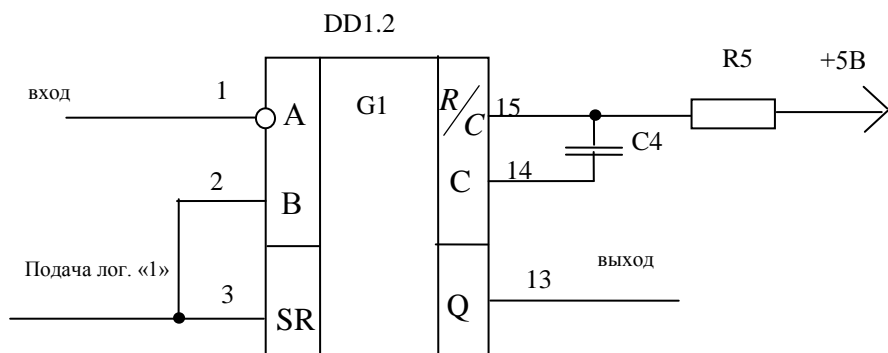 DD1.2
R5
+5В
вход
1
A
G1
R/C
15
C4
2
B
14
C
Подача лог. «1»
3
SR
выход
13
Q